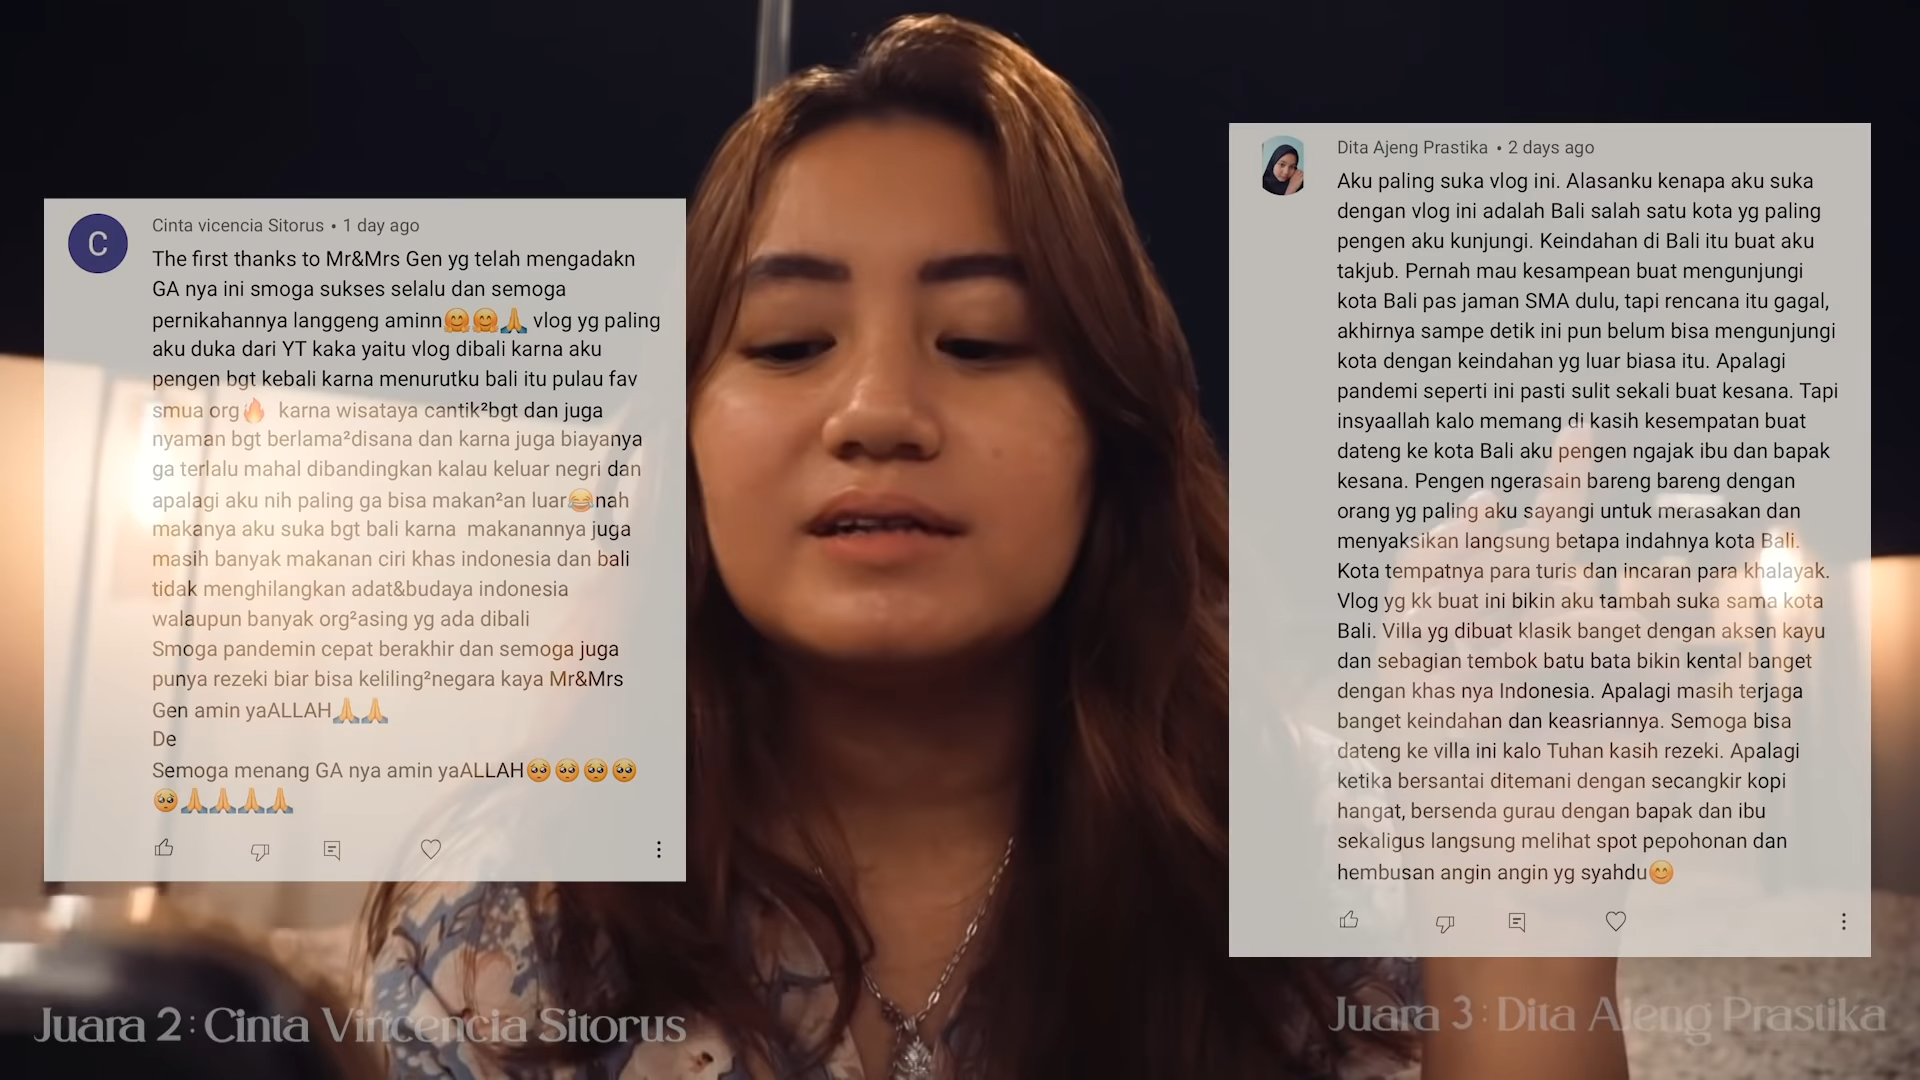 Cinta vicencia Sitorus • 1 day ago
The first thanks to Mr&Mrs Gen yg telah mengadakn
GA nya ini smoga sukses selalu dan semoga
pernikahannya langgeng aminn🤗🤗🙏 vlog yg paling
aku duka dari YT kaka yaitu vlog dibali karna aku
pengen bgt kebali karna menurutku bali itu pulau fav
smua org🔥 karna wisataya cantik²bgt dan juga
nyaman bgt berlama²disana dan karna juga biayanya
ga terlalu mahal dibandingkan kalau keluar negri dan
apalagi aku nih paling ga bisa makan²an luar😂nah
makanya aku suka bgt bali karna makanannya juga
masih banyak makanan ciri khas indonesia dan bali
tidak menghilangkan adat&budaya indonesia
walaupun banyak org²asing yg ada dibali
Smoga pandemin cepat berakhir dan semoga juga
punya rezeki biar bisa keliling²negara kaya Mr&Mrs
Gen amin yaALLAH🙏🙏
De
Semoga menang GA nya amin yaALLAH🥺🥺🥺🥺
🥺🙏🙏🙏🙏
C
Juara 2 : Cinta Vincencia Sitorus
Dita Ajeng Prastika • 2 days ago
Aku paling suka vlog ini. Alasanku kenapa aku suka
dengan vlog ini adalah Bali salah satu kota yg paling
pengen aku kunjungi. Keindahan di Bali itu buat aku
takjub. Pernah mau kesampean buat mengunjungi
kota Bali pas jaman SMA dulu, tapi rencana itu gagal,
akhirnya sampe detik ini pun belum bisa mengunjungi
kota dengan keindahan yg luar biasa itu. Apalagi
pandemi seperti ini pasti sulit sekali buat kesana. Tapi
insyaallah kalo memang di kasih kesempatan buat
dateng ke kota Bali aku pengen ngajak ibu dan bapak
kesana. Pengen ngerasain bareng bareng dengan
orang yg paling aku sayangi untuk merasakan dan
menyaksikan langsung betapa indahnya kota Bali.
Kota tempatnya para turis dan incaran para khalayak.
Vlog yg kk buat ini bikin aku tambah suka sama kota
Bali. Villa yg dibuat klasik banget dengan aksen kayu
dan sebagian tembok batu bata bikin kental banget
dengan khas nya Indonesia. Apalagi masih terjaga
banget keindahan dan keasriannya. Semoga bisa
dateng ke villa ini kalo Tuhan kasih rezeki. Apalagi
ketika bersantai ditemani dengan secangkir kopi
hangat, bersenda gurau dengan bapak dan ibu
sekaligus langsung melihat spot pepohonan dan
hembusan angin angin yg syahdu😊
Juara 3 : Dita Ajeng Prastika